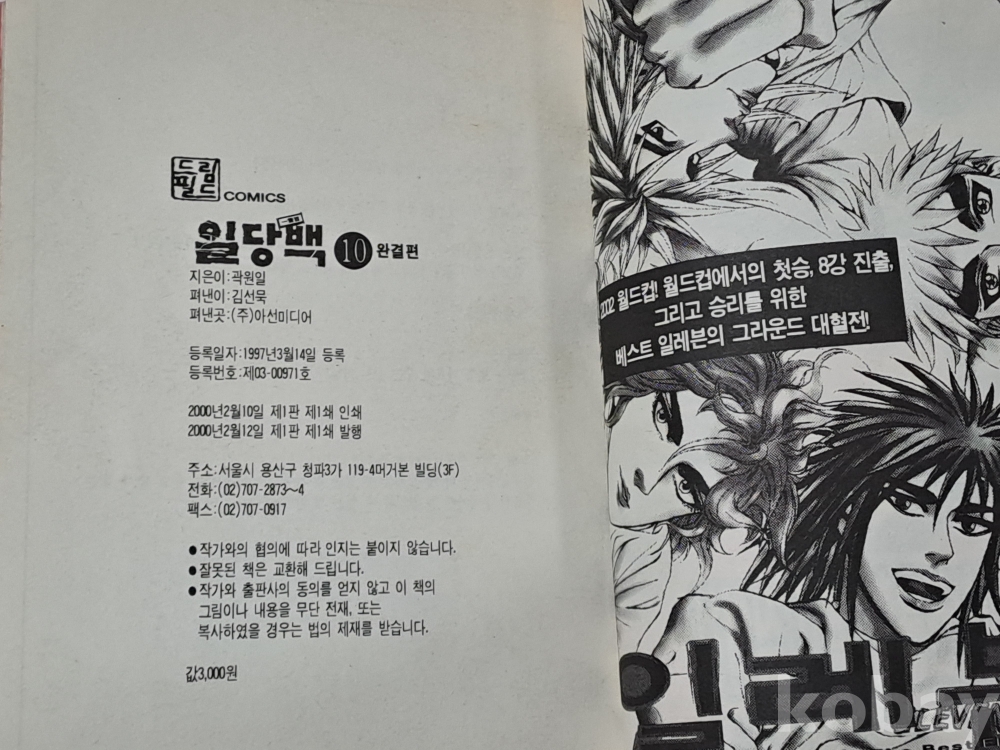 드림
필드
COMICS
일당백 10 완결편
지은이:곽원일
펴낸이:김선묵
펴낸곳:(주)아선미디어
등록일자:1997년3월14일 등록
등록번호:제03-00971호
2000년2월10일 제1판 제1쇄 인쇄
2000년2월12일 제1판 제1쇄 발행
주소:서울시 용산구 청파3가 119-4머거본 빌딩(3F)
전화:(02)707-2873~4
팩스:(02)707-0917
●작가와의 협의에 따라 인지는 붙이지 않습니다.
●잘못된 책은 교환해 드립니다.
●작가와 출판사의 동의를 얻지 않고 이 책의
그림이나 내용을 무단 전재, 또는
복사하였을 경우는 법의 제재를 받습니다.
값3,000원
2002 월드컵! 월드컵에서의 첫승, 8강 진출,
그리고 승리를 위한
베스트 일레븐의 그라운드 대혈전!
일레븐
kobay